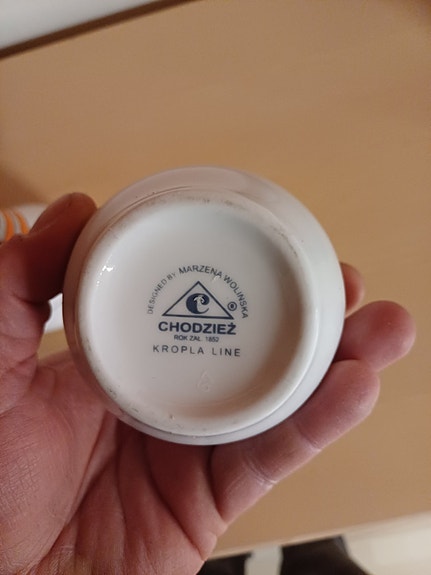 DESIGNED BY MARZENA WOLIŃSKA
C ®
CHODZIEŻ
ROK ZAŁ. 1852
KROPLA LINE